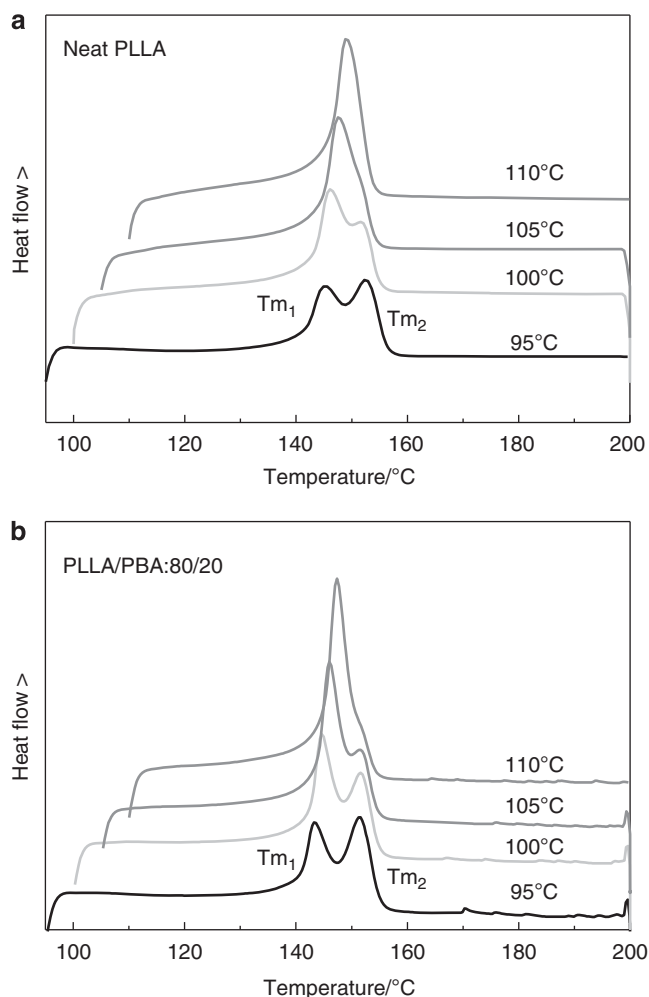 a
Neat PLLA
Heat flow >
110°C
105°C
100°C
Tm₁
Tm₂
95°C
100 120 140 160 180 200
Temperature/°C
b
PLLA/PBA:80/20
Heat flow >
110°C
105°C
100°C
Tm₁
Tm₂
95°C
100 120 140 160 180 200
Temperature/°C